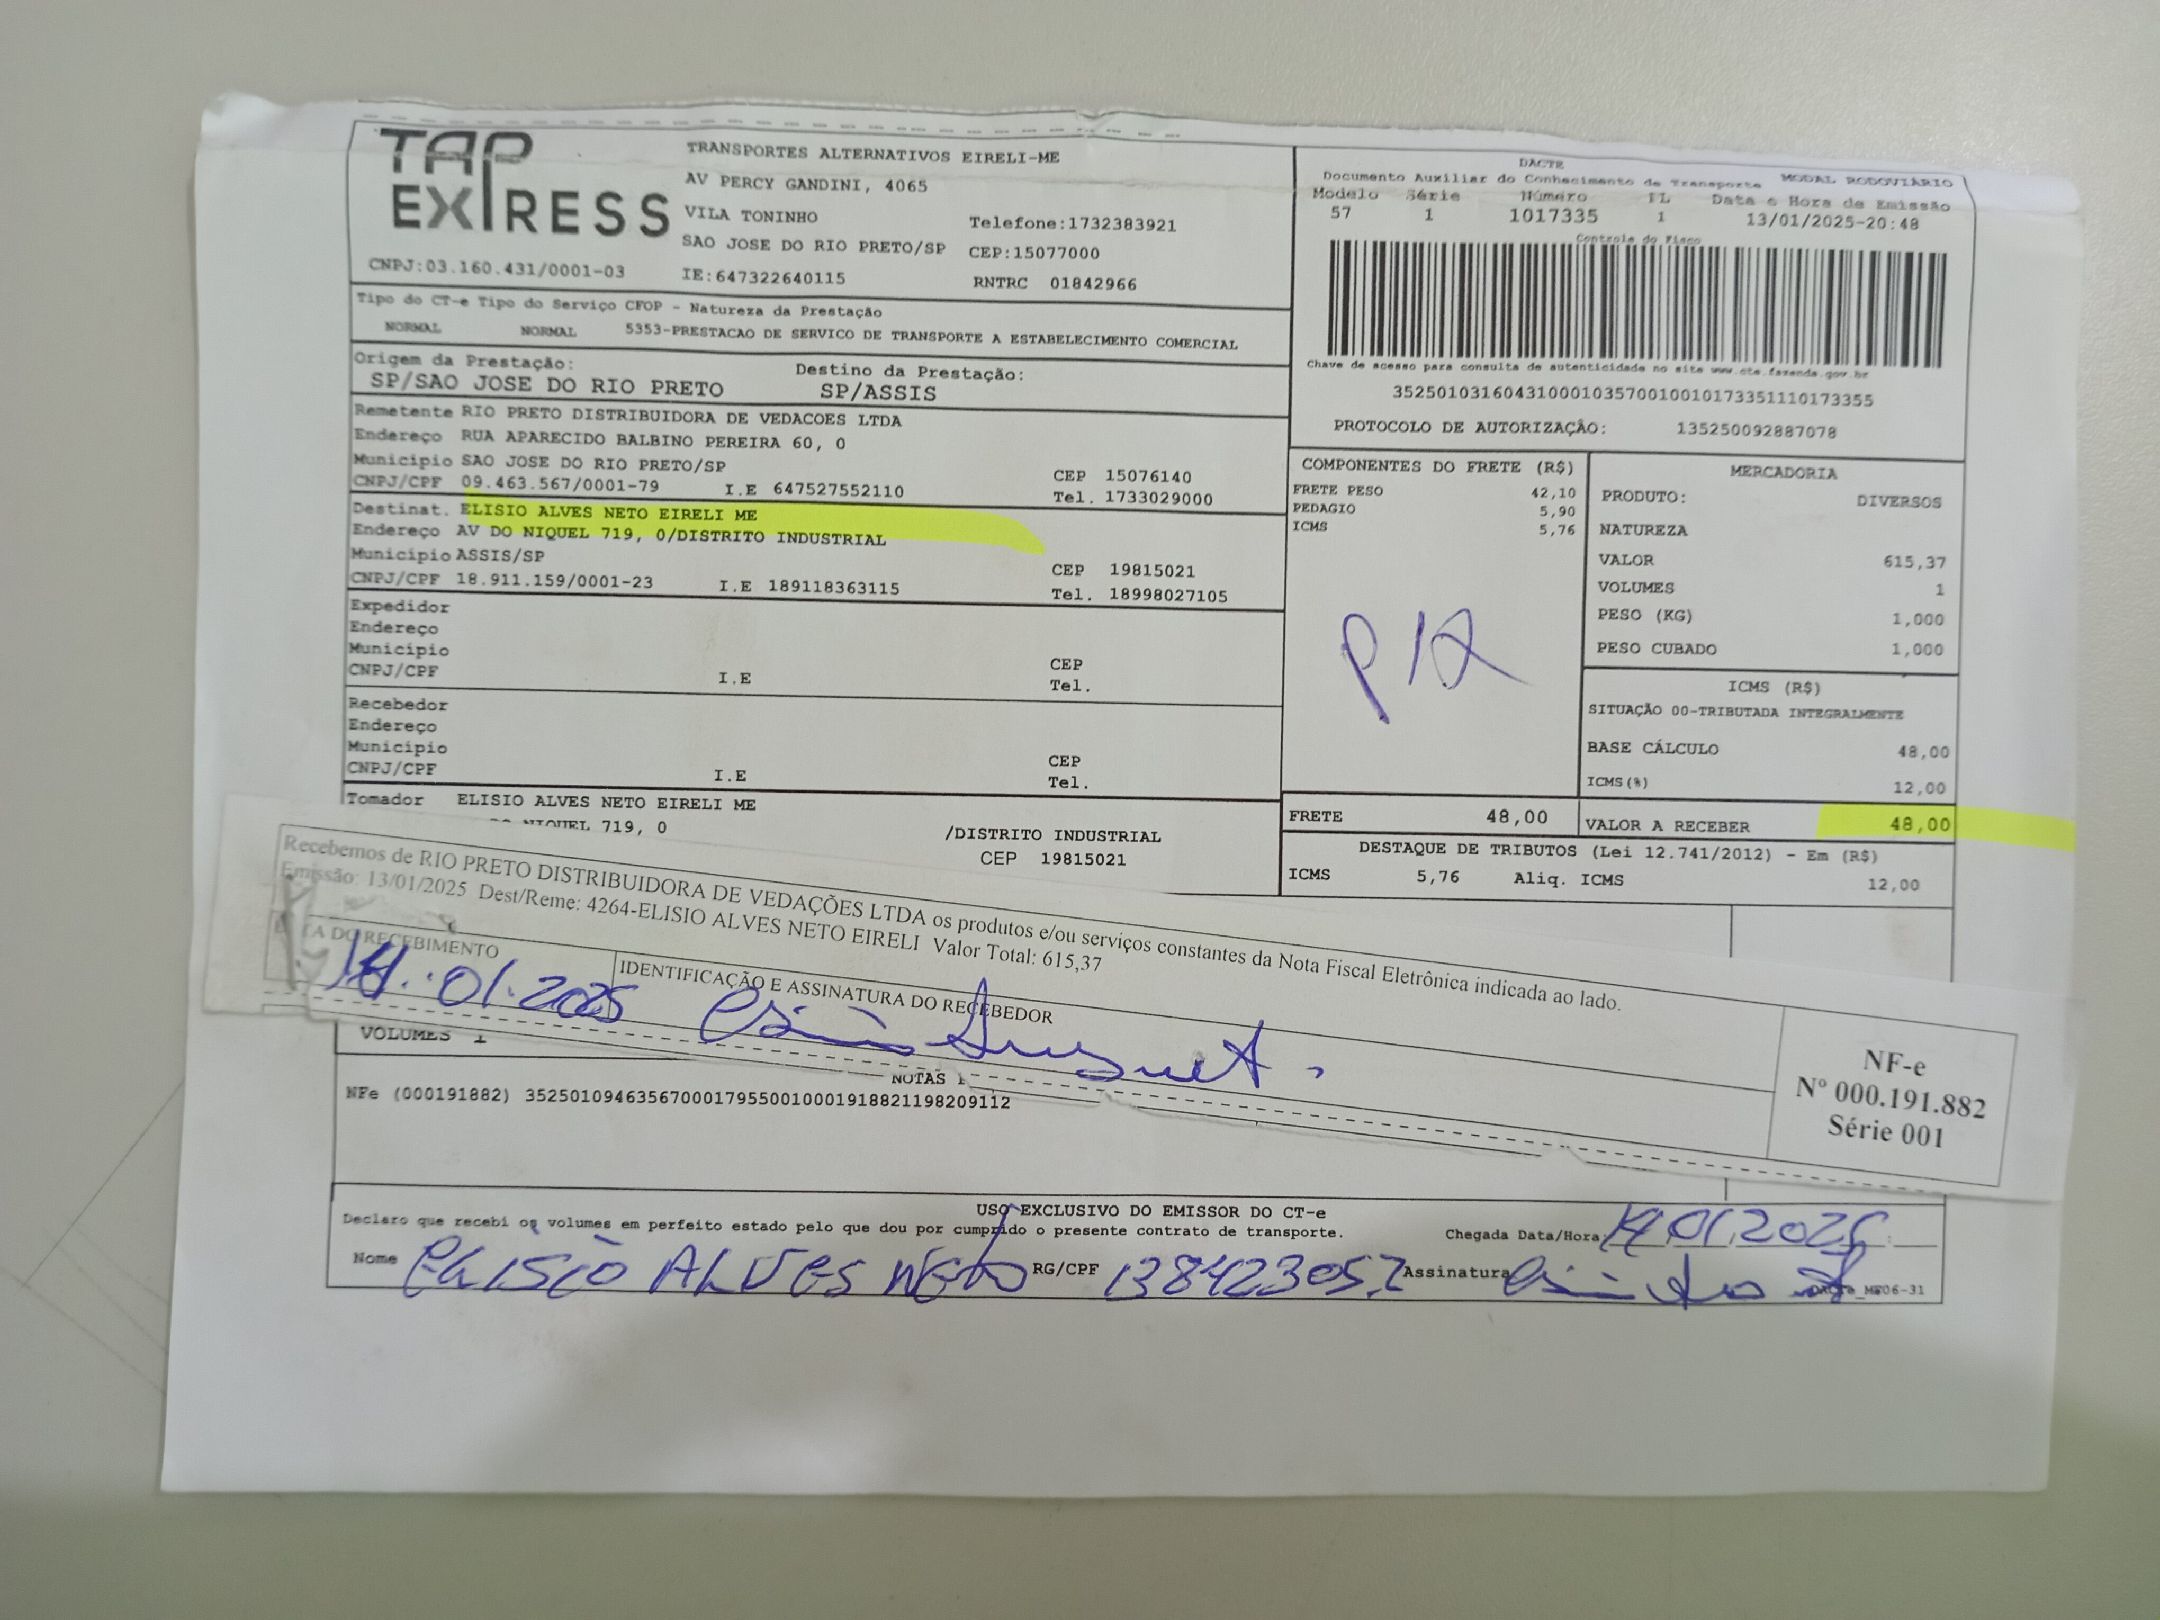 TAP EXPRESS
TRANSPORTES ALTERNATIVOS EIRELI-ME
AV PERCY GANDINI, 4065
VILA TONINHO
Telefone:1732383921
SAO JOSE DO RIO PRETO/SP CEP:15077000
CNPJ:03.160.431/0001-03 IE:647322640115 RNTRC 01842966
Tipo do CT-e Tipo do Serviço CFOP - Natureza da Prestação
NORMAL NORMAL 5353-PRESTACAO DE SERVICO DE TRANSPORTE A ESTABELECIMENTO COMERCIAL
Origem da Prestação: Destino da Prestação:
SP/SAO JOSE DO RIO PRETO SP/ASSIS
Remetente RIO PRETO DISTRIBUIDORA DE VEDACOES LTDA
Endereço RUA APARECIDO BALBINO PEREIRA 60, 0
Município SAO JOSE DO RIO PRETO/SP CEP 15076140
CNPJ/CPF 09.463.567/0001-79 I.E 647527552110 Tel. 1733029000
Destinat. ELISIO ALVES NETO EIRELI ME
Endereço AV DO NIQUEL 719, 0/DISTRITO INDUSTRIAL
Município ASSIS/SP CEP 19815021
CNPJ/CPF 18.911.159/0001-23 I.E 189118363115 Tel. 18998027105
Expedidor
Endereço
Município CEP
CNPJ/CPF I.E Tel.
Recebedor
Endereço
Município CEP
CNPJ/CPF I.E Tel.
Tomador ELISIO ALVES NETO EIRELI ME
NIQUEL 719, 0 /DISTRITO INDUSTRIAL
CEP 19815021
DACTE
Documento Auxiliar do Conhecimento de Transporte MODAL RODOVIÁRIO
Modelo Série Número FL Data e Hora de Emissão
57 1 1017335 1 13/01/2025-20:48
Controle do Fisco
Chave de acesso para consulta de autenticidade no site www.cte.fazenda.gov.br
35250103160431000103570010010173351110173355
PROTOCOLO DE AUTORIZAÇÃO: 135250092887078
COMPONENTES DO FRETE (R$)
FRETE PESO 42,10
PEDAGIO 5,90
ICMS 5,76
MERCADORIA
PRODUTO: DIVERSOS
NATUREZA
VALOR 615,37
VOLUMES 1
PESO (KG) 1,000
PESO CUBADO 1,000
ICMS (R$)
SITUAÇÃO 00-TRIBUTADA INTEGRALMENTE
BASE CÁLCULO 48,00
ICMS(%) 12,00
FRETE 48,00 VALOR A RECEBER 48,00
DESTAQUE DE TRIBUTOS (Lei 12.741/2012) - Em (R$)
ICMS 5,76 Aliq. ICMS 12,00
Recebemos de RIO PRETO DISTRIBUIDORA DE VEDAÇÕES LTDA os produtos e/ou serviços constantes da Nota Fiscal Eletrônica indicada ao lado.
Emissão: 13/01/2025 Dest/Reme: 4264-ELISIO ALVES NETO EIRELI Valor Total: 615,37
DATA DO RECEBIMENTO IDENTIFICAÇÃO E ASSINATURA DO RECEBEDOR
14.01.2025
NF-e
Nº 000.191.882
Série 001
VOLUMES 1
NOTAS
NFe (000191882) 35250109463567000179550010001918821198209112
USO EXCLUSIVO DO EMISSOR DO CT-e
Declaro que recebi os volumes em perfeito estado pelo que dou por cumprido o presente contrato de transporte. Chegada Data/Hora: 14/01/2025
Nome Elisio Alves Neto RG/CPF 138423057 Assinatura